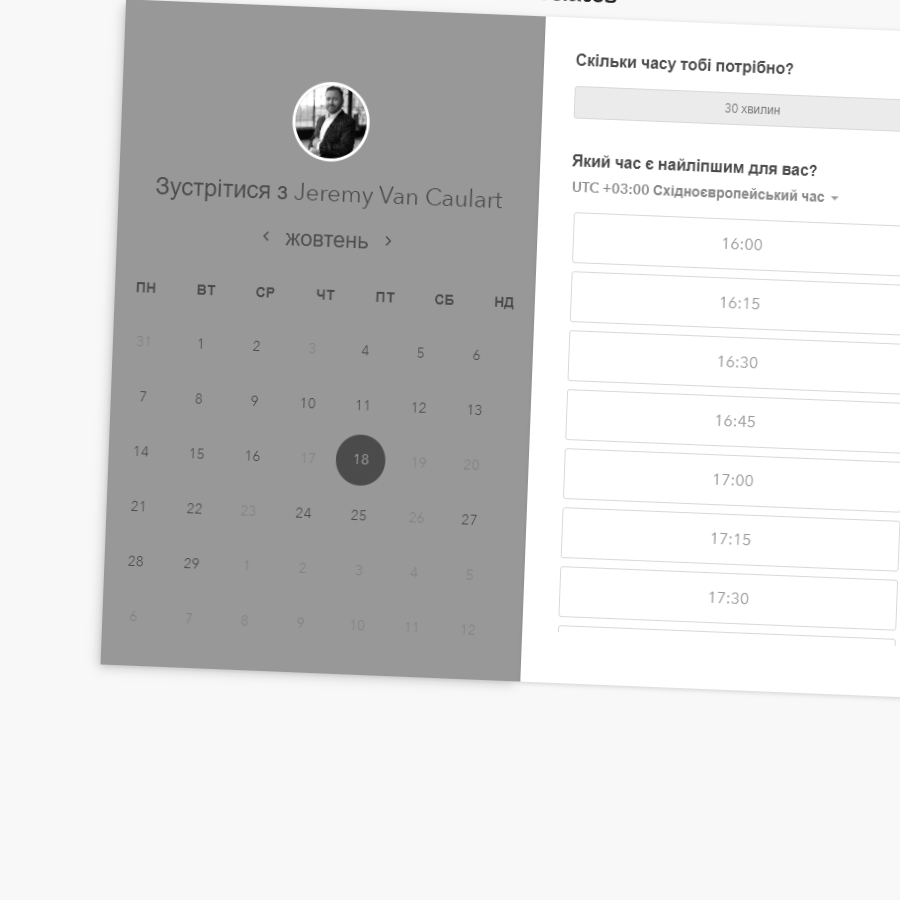 Зустрітися з Jeremy Van Caulart
жовтень
ПН ВТ СР ЧТ ПТ СБ НД
31 1 2 3 4 5 6
7 8 9 10 11 12 13
14 15 16 17 18 19 20
21 22 23 24 25 26 27
28 29 1 2 3 4 5
6 7 8 9 10 11 12
Скільки часу тобі потрібно?
30 хвилин
Який час є найліпшим для вас?
UTC +03:00 Східноєвропейський час
16:00
16:15
16:30
16:45
17:00
17:15
17:30